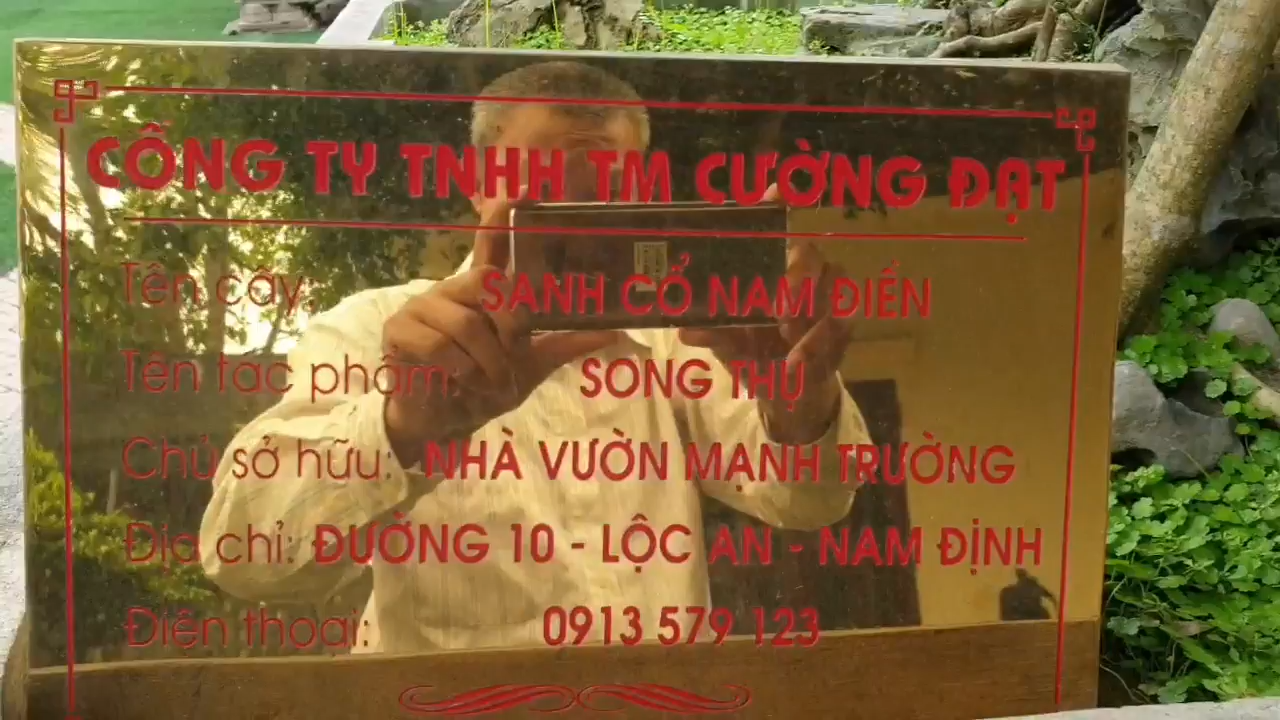 CÔNG TY TNHH TM CƯỜNG ĐẠT
Tên cây: SANH CỔ NAM ĐIỀN
Tên tác phẩm: SONG THỤ
Chủ sở hữu: NHÀ VƯỜN MẠNH TRƯỜNG
Địa chỉ: ĐƯỜNG 10 - LỘC AN - NAM ĐỊNH
Điện thoại: 0913 579 123